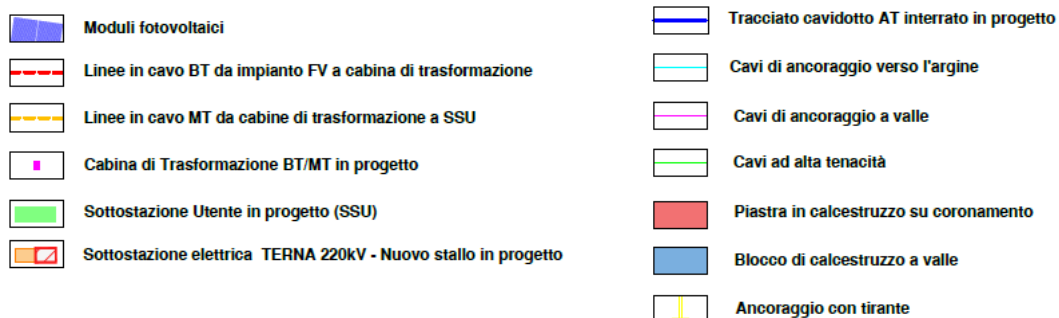 Moduli fotovoltaici
Linee in cavo BT da impianto FV a cabina di trasformazione
Linee in cavo MT da cabine di trasformazione a SSU
Cabina di Trasformazione BT/MT in progetto
Sottostazione Utente in progetto (SSU)
Sottostazione elettrica TERNA 220kV - Nuovo stallo in progetto
Tracciato cavidotto AT interrato in progetto
Cavi di ancoraggio verso l'argine
Cavi di ancoraggio a valle
Cavi ad alta tenacità
Piastra in calcestruzzo su coronamento
Blocco di calcestruzzo a valle
Ancoraggio con tirante